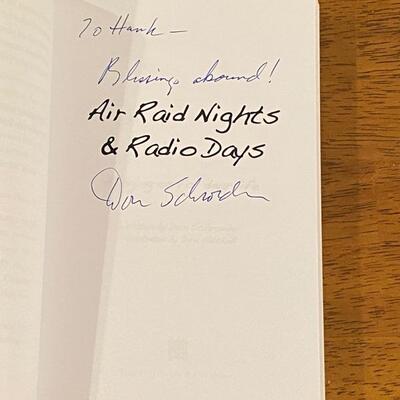 To Hank —
Blessings abound!
Air Raid Nights
& Radio Days
Don Schroeder